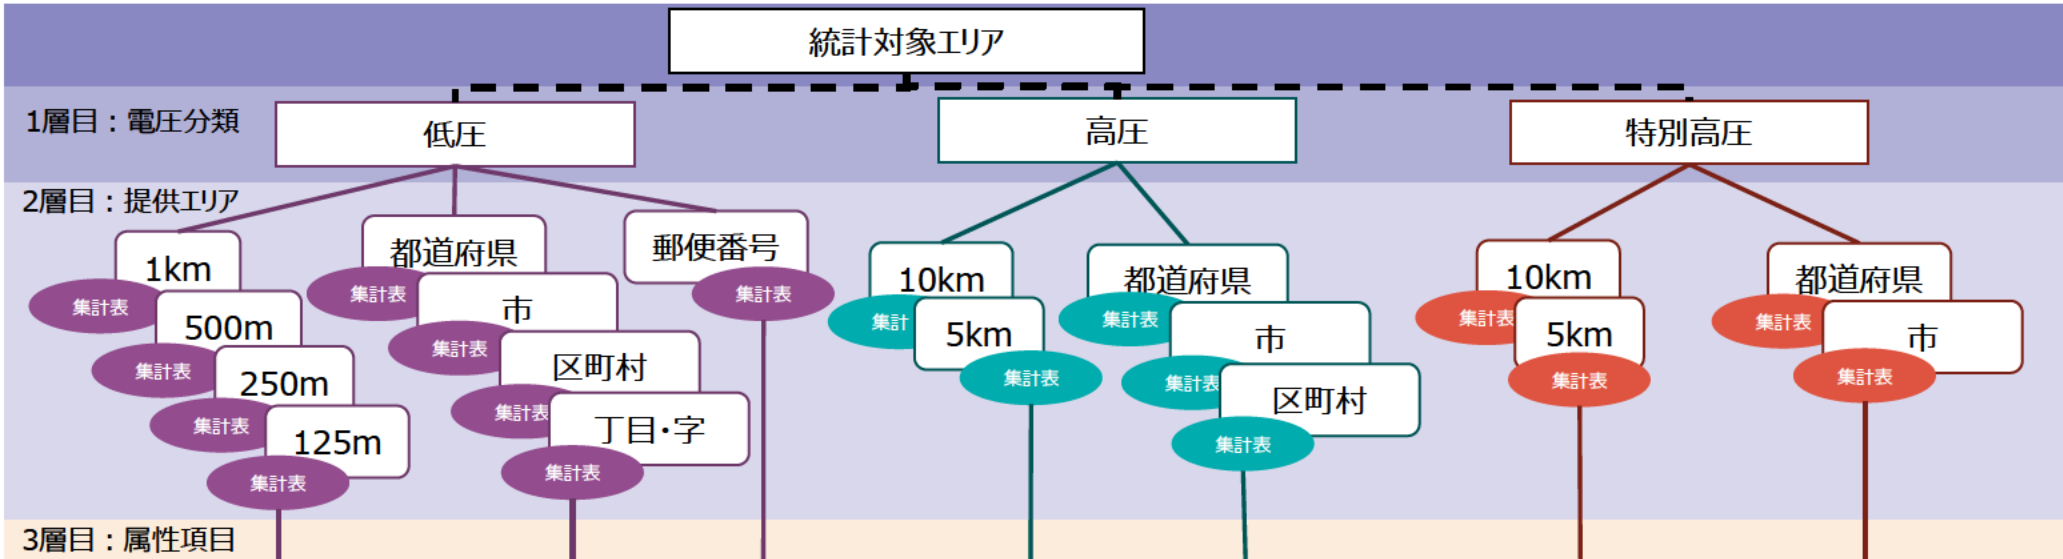 統計対象エリア
1層目：電圧分類
低圧
高圧
特別高圧
2層目：提供エリア
1km
集計表
500m
集計表
250m
集計表
125m
集計表
都道府県
集計表
市
集計表
区町村
集計表
丁目・字
集計表
郵便番号
集計表
10km
集計
5km
集計表
都道府県
集計表
市
集計表
区町村
集計表
10km
集計表
5km
集計表
都道府県
集計表
市
集計表
3層目：属性項目